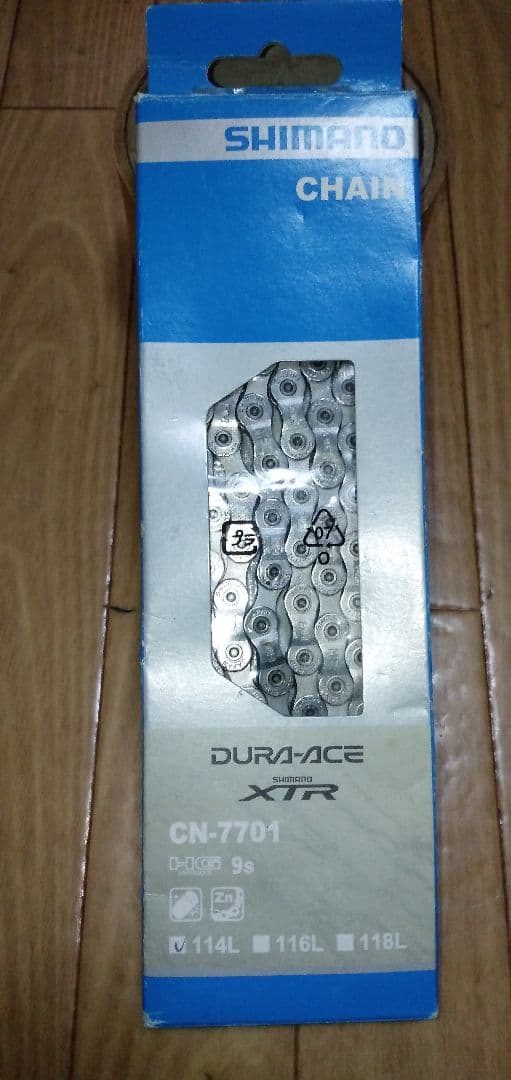 SHIMANO
CHAIN
DURA-ACE
SHIMANO
XTR
CN-7701
HG 9s
Zn
114L 116L 118L